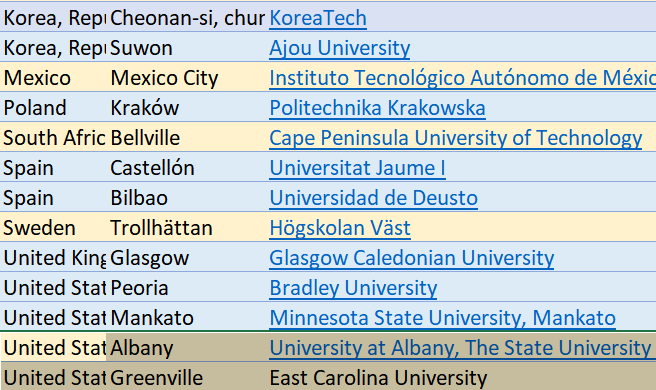 Korea, Repu Cheonan-si, chur KoreaTech
Korea, Repu Suwon Ajou University
Mexico Mexico City Instituto Tecnológico Autónomo de Méxic
Poland Kraków Politechnika Krakowska
South Afric Bellville Cape Peninsula University of Technology
Spain Castellón Universitat Jaume I
Spain Bilbao Universidad de Deusto
Sweden Trollhättan Högskolan Väst
United King Glasgow Glasgow Caledonian University
United Stat Peoria Bradley University
United Stat Mankato Minnesota State University, Mankato
United Stat Albany University at Albany, The State University
United Stat Greenville East Carolina University